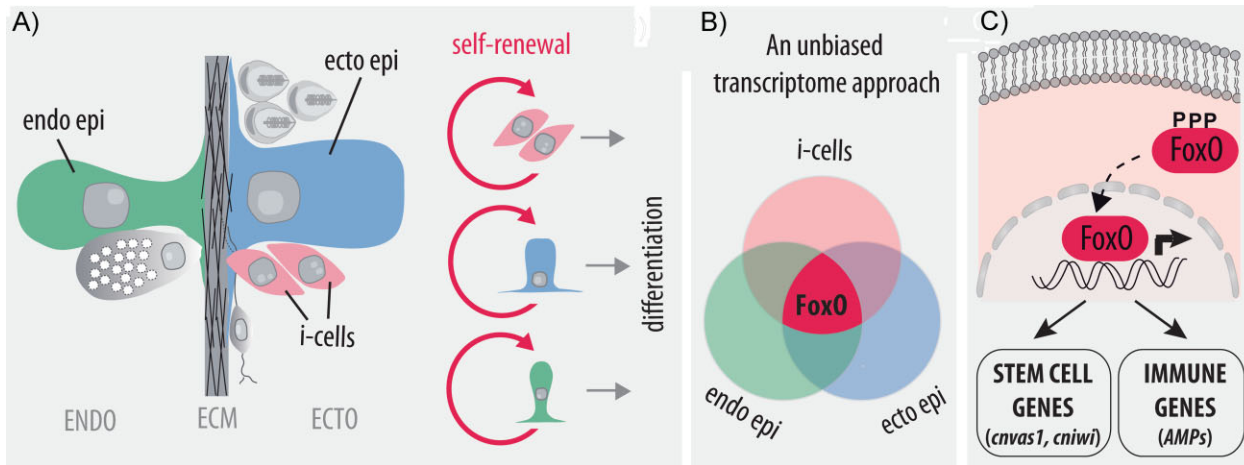 A)
endo epi
ecto epi
i-cells
ENDO
ECM
ECTO
self-renewal
differentiation
B)
An unbiased
transcriptome approach
i-cells
FoxO
endo epi
ecto epi
C)
PPP
FoxO
FoxO
STEM CELL
GENES
(cnvas1, cniwi)
IMMUNE
GENES
(AMPs)